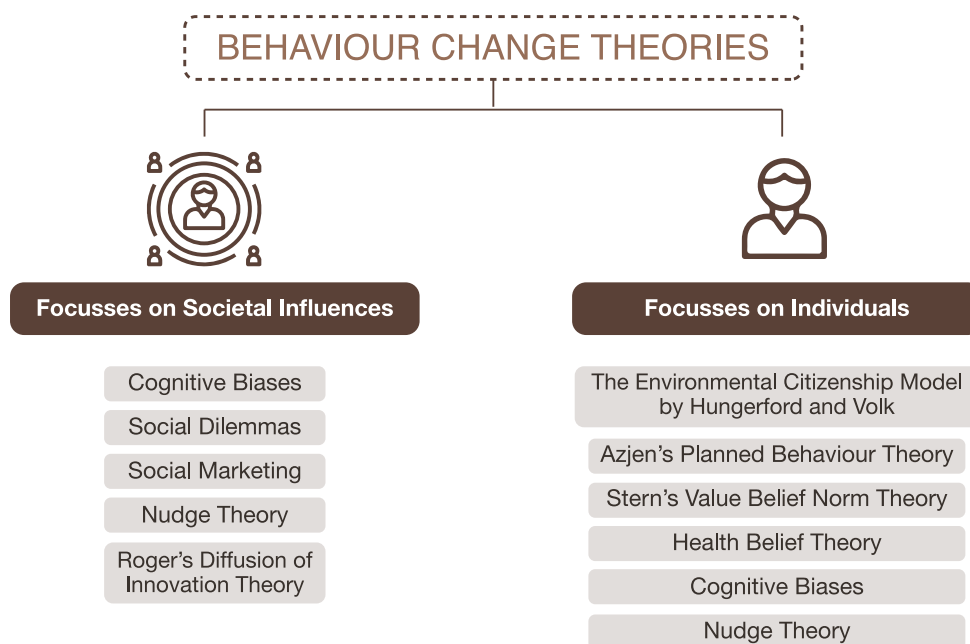 BEHAVIOUR CHANGE THEORIES
Focusses on Societal Influences
Cognitive Biases
Social Dilemmas
Social Marketing
Nudge Theory
Roger's Diffusion of
Innovation Theory
Focusses on Individuals
The Environmental Citizenship Model
by Hungerford and Volk
Azjen's Planned Behaviour Theory
Stern's Value Belief Norm Theory
Health Belief Theory
Cognitive Biases
Nudge Theory